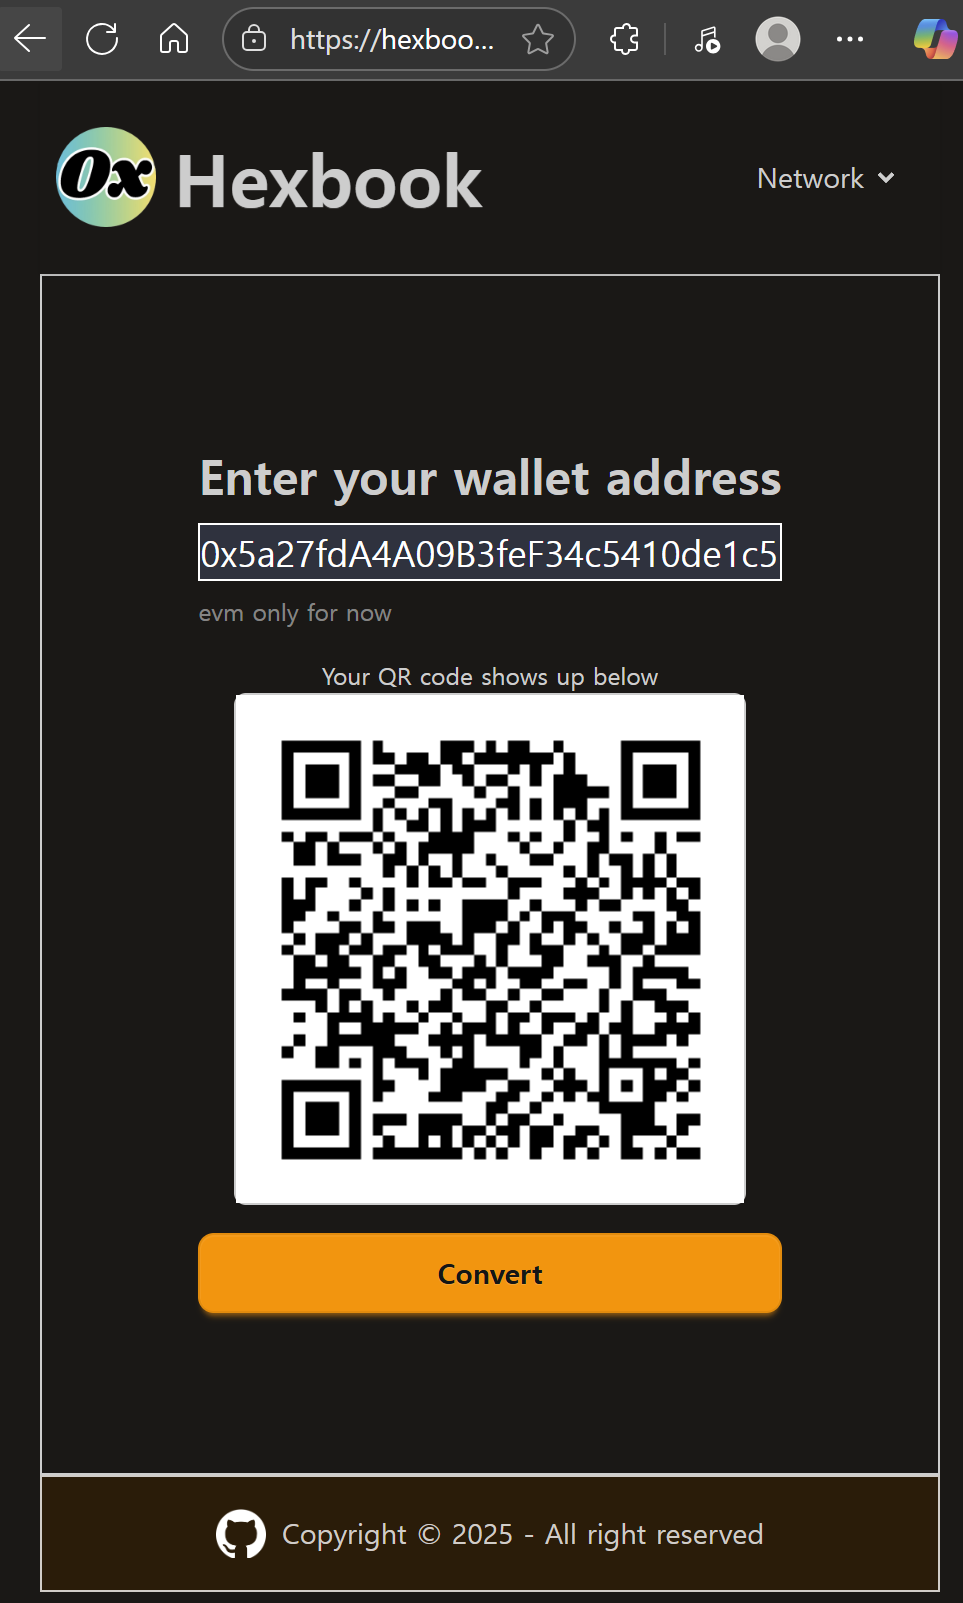 https://hexboo...
0x Hexbook
Network
Enter your wallet address
0x5a27fdA4A09B3feF34c5410de1c5
evm only for now
Your QR code shows up below
Convert
Copyright © 2025 - All right reserved